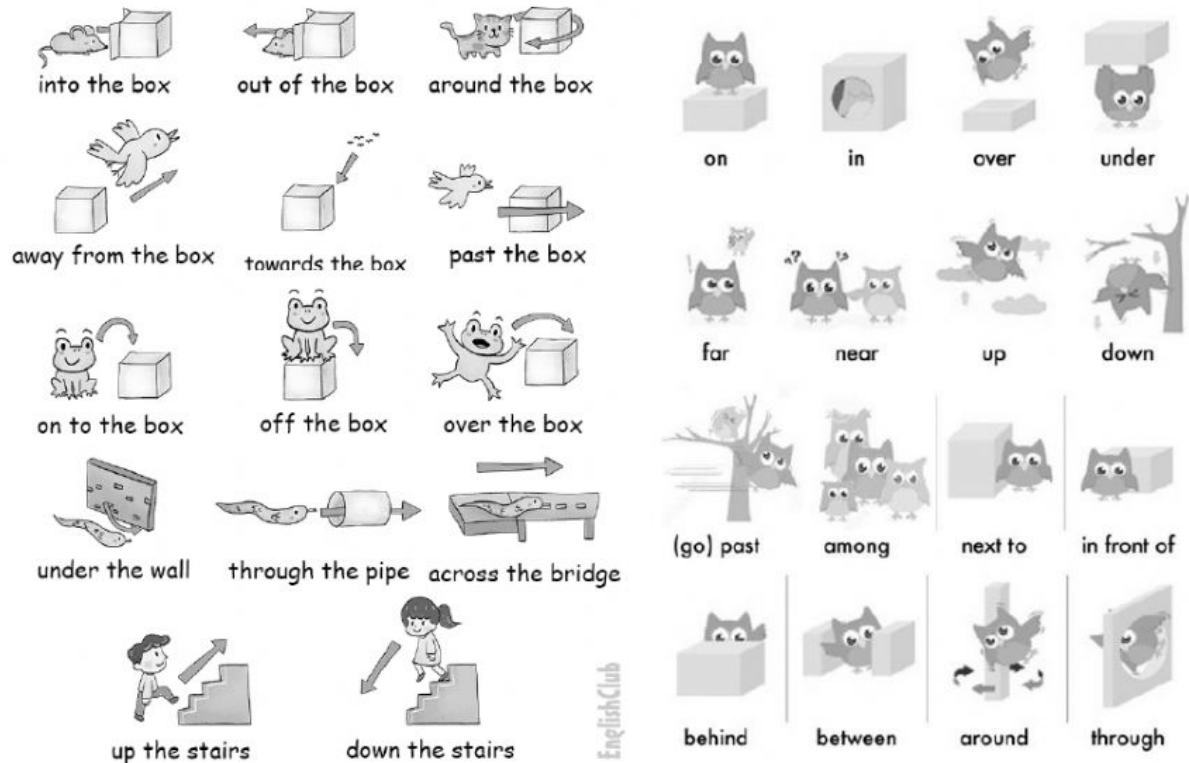 into the box
out of the box
around the box
away from the box
towards the box
past the box
on to the box
off the box
over the box
under the wall
through the pipe
across the bridge
up the stairs
down the stairs
EnglishClub
on
in
over
under
far
near
up
down
(go) past
among
next to
in front of
behind
between
around
through